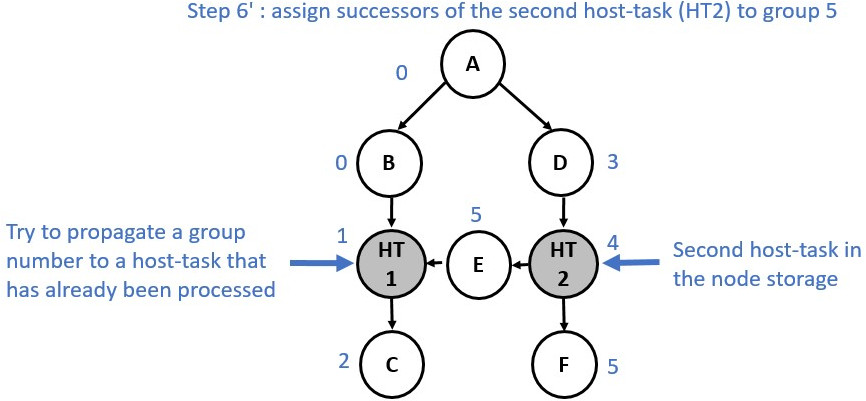 Step 6' : assign successors of the second host-task (HT2) to group 5
0
A
0
B
D
3
5
Try to propagate a group
number to a host-task that
has already been processed
1
HT
1
E
HT
2
4
Second host-task in
the node storage
2
C
F
5